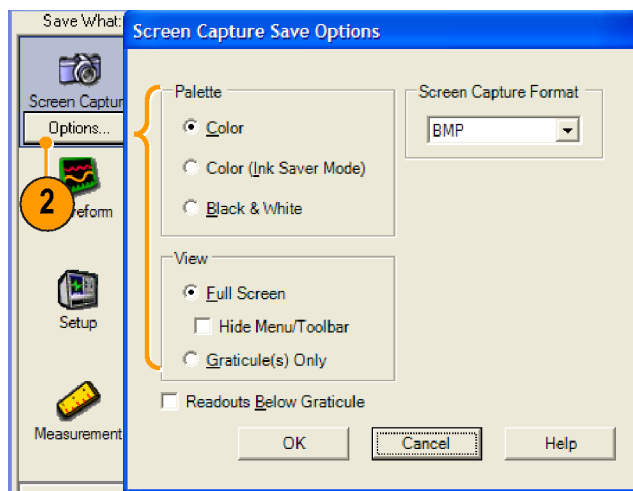 Save What:
Screen Captur
Options...
2
veform
Setup
Measurement
Screen Capture Save Options
Palette
Color
Color (Ink Saver Mode)
Black & White
View
Full Screen
Hide Menu/Toolbar
Graticule(s) Only
Readouts Below Graticule
Screen Capture Format
BMP
OK
Cancel
Help